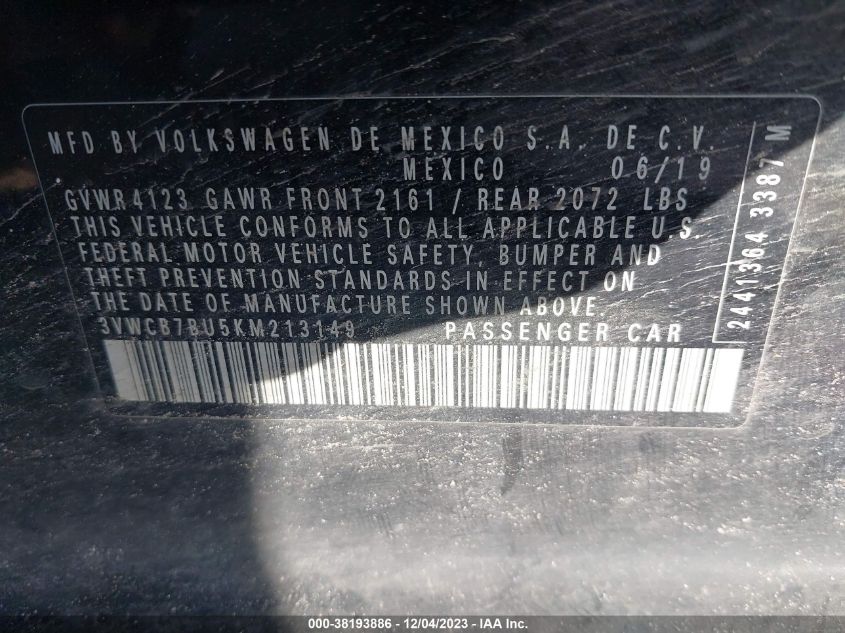 MFD BY VOLKSWAGEN DE MEXICO S.A. DE C.V.
MEXICO 06/19
GVWR4123 GAWR FRONT 2161 / REAR 2072 LBS
THIS VEHICLE CONFORMS TO ALL APPLICABLE U.S.
FEDERAL MOTOR VEHICLE SAFETY, BUMPER AND
THEFT PREVENTION STANDARDS IN EFFECT ON
THE DATE OF MANUFACTURE SHOWN ABOVE.
3VWCB7BU5KM213149 PASSENGER CAR
2441364 3387 M
000-38193886 - 12/04/2023 - IAA Inc.